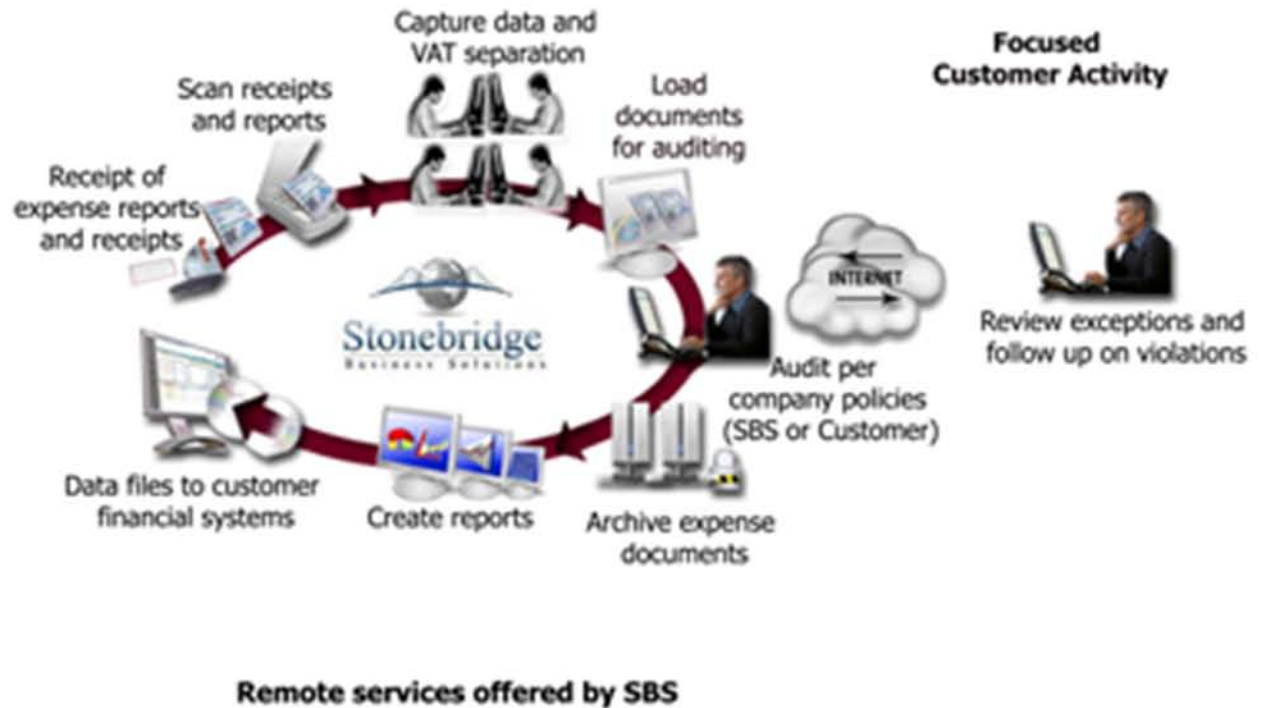 Capture data and
VAT separation
Focused
Customer Activity
Scan receipts
and reports
Load
documents
for auditing
Receipt of
expense reports
and receipts
INTERNET
Stonebridge
Business Solutions
Review exceptions and
follow up on violations
Audit per
company policies
(SBS or Customer)
Data files to customer
financial systems
Create reports
Archive expense
documents
Remote services offered by SBS